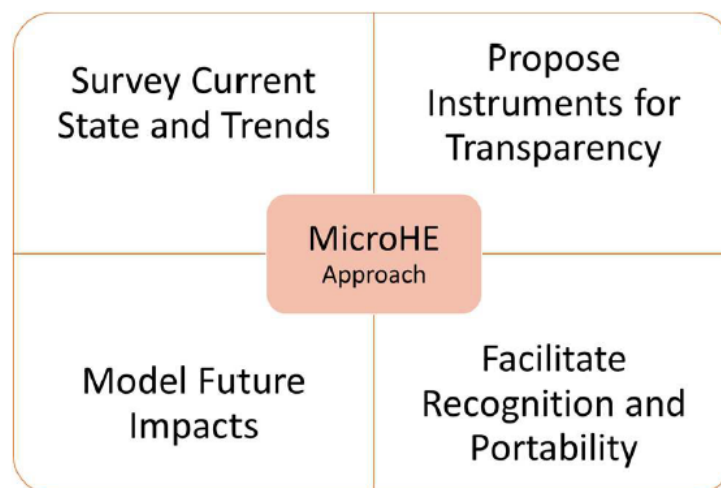 Survey Current
State and Trends
Propose
Instruments for
Transparency
MicroHE
Approach
Model Future
Impacts
Facilitate
Recognition and
Portability